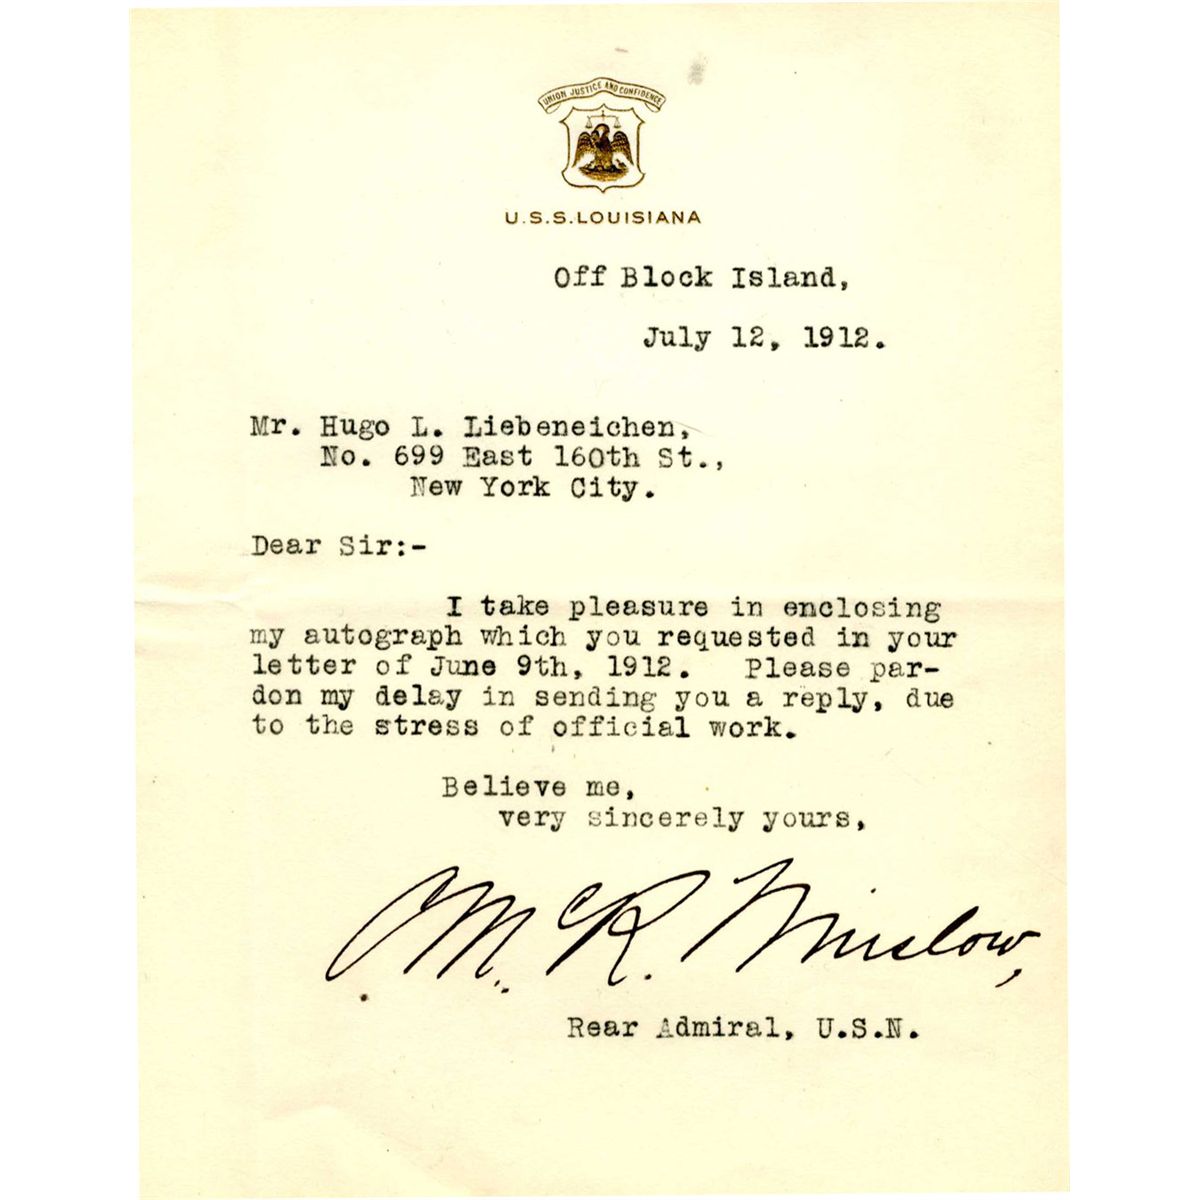 UNION JUSTICE AND CONFIDENCE
U.S.S. LOUISIANA
Off Block Island,
July 12, 1912.
Mr. Hugo L. Liebeneichen,
No. 699 East 160th St.,
New York City.
Dear Sir:-
I take pleasure in enclosing
my autograph which you requested in your
letter of June 9th, 1912. Please par-
don my delay in sending you a reply, due
to the stress of official work.
Believe me,
very sincerely yours,
C. McR. Winslow,
Rear Admiral, U.S.N.